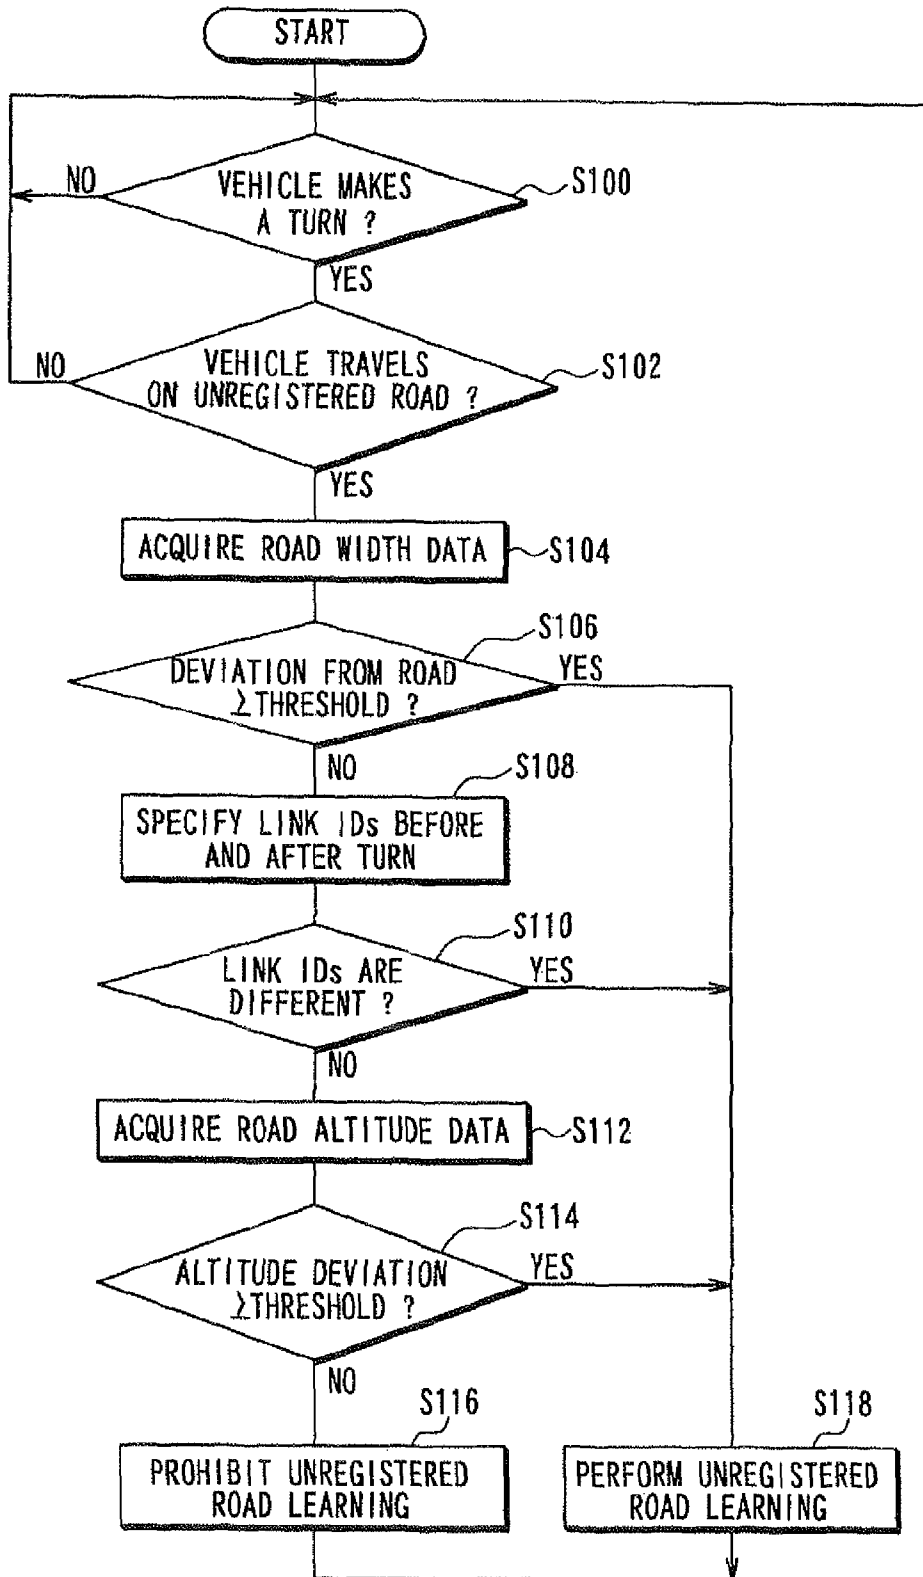 START
NO
VEHICLE MAKES
A TURN ?
S100
YES
NO
VEHICLE TRAVELS
ON UNREGISTERED ROAD ?
S102
YES
ACQUIRE ROAD WIDTH DATA
S104
S106
DEVIATION FROM ROAD
≥THRESHOLD ?
YES
NO
S108
SPECIFY LINK IDs BEFORE
AND AFTER TURN
S110
LINK IDs ARE
DIFFERENT ?
YES
NO
ACQUIRE ROAD ALTITUDE DATA
S112
S114
ALTITUDE DEVIATION
≥THRESHOLD ?
YES
NO
S116
PROHIBIT UNREGISTERED
ROAD LEARNING
S118
PERFORM UNREGISTERED
ROAD LEARNING